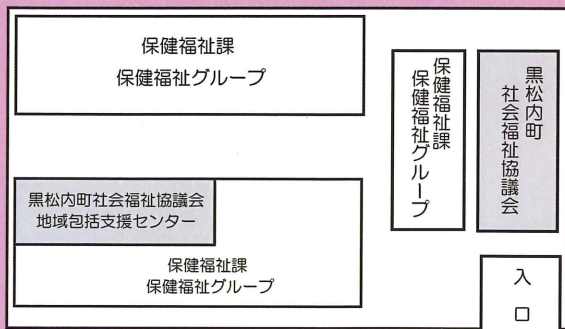 保健福祉課
保健福祉グループ
保健福祉課
保健福祉グループ
黒松内町
社会福祉協議会
黒松内町社会福祉協議会
地域包括支援センター
保健福祉課
保健福祉グループ
入
口